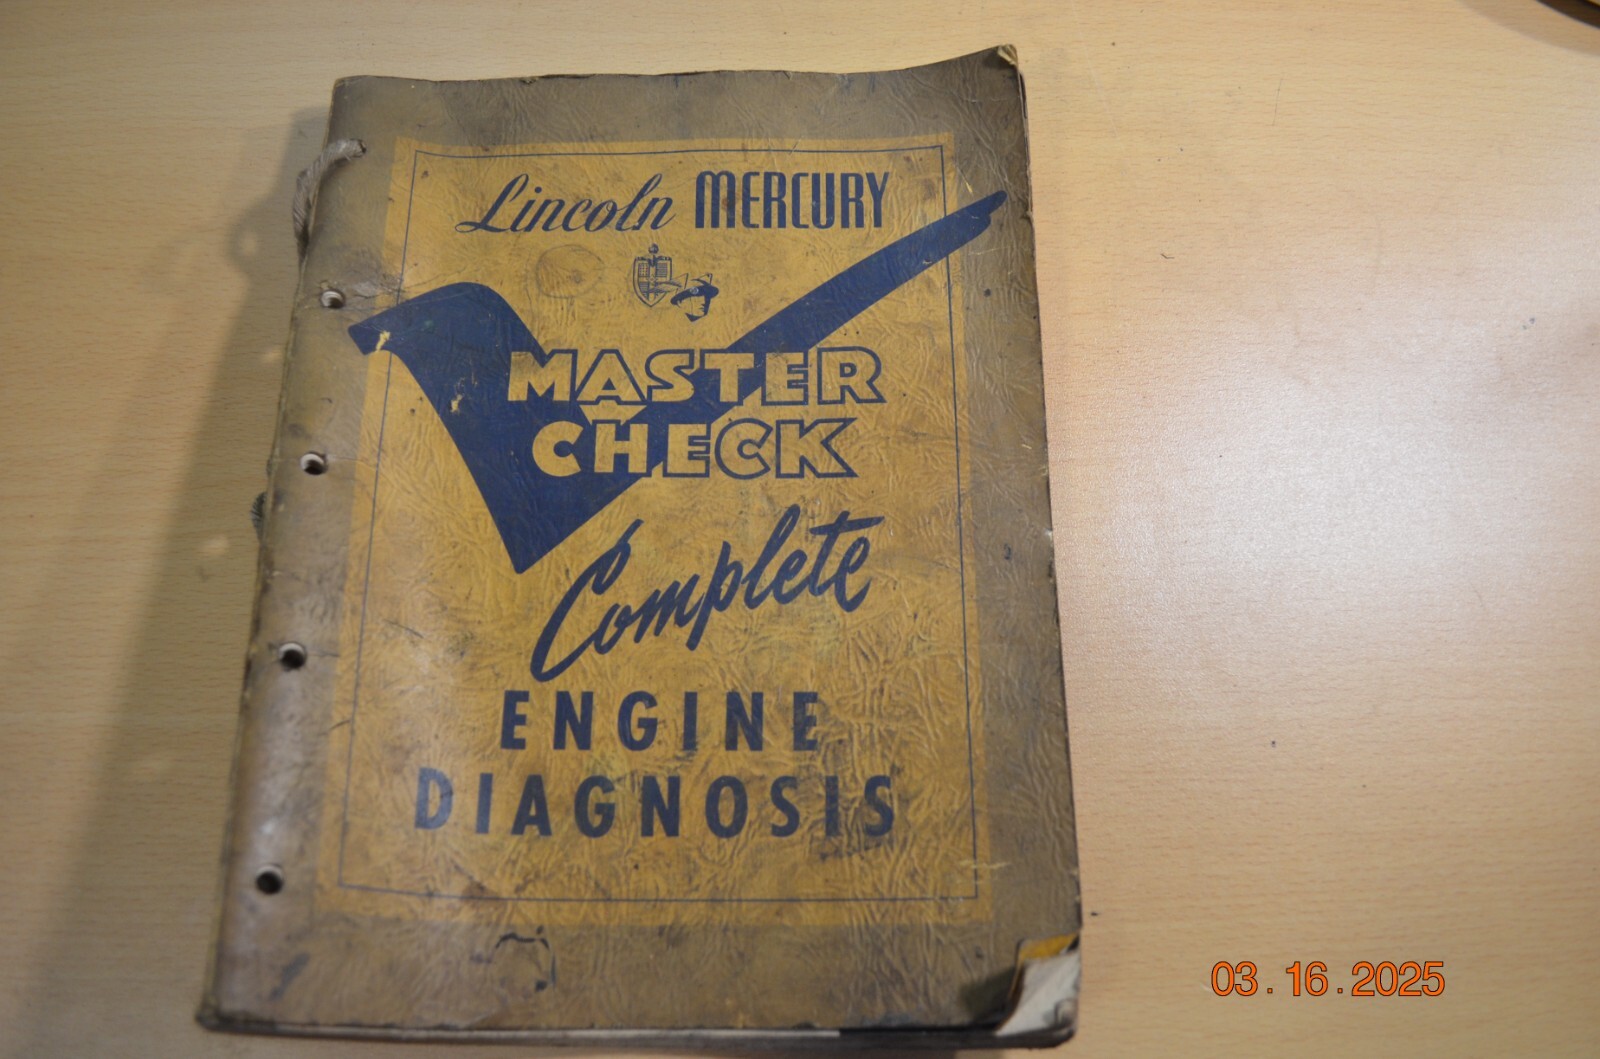 Lincoln MERCURY
MASTER
CHECK
Complete
ENGINE
DIAGNOSIS
03.16.2025